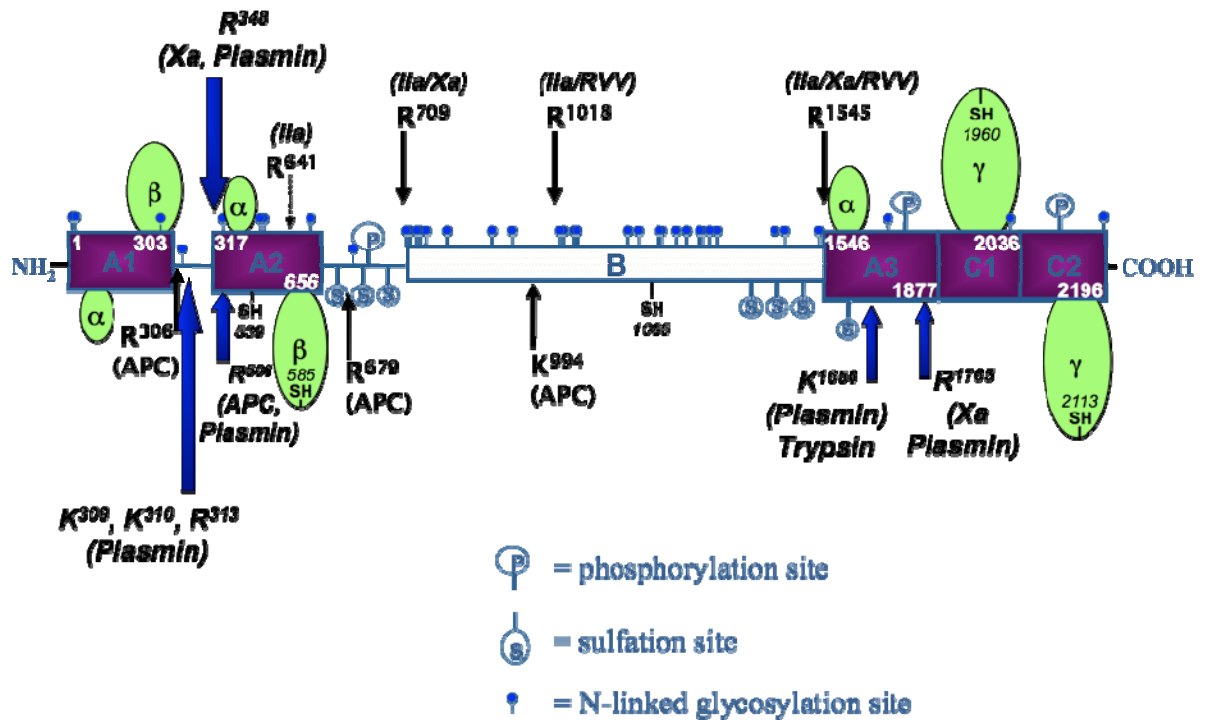 R³⁴⁸
(Xa, Plasmin)
(IIa)
R⁶⁴¹
(IIa/Xa)
R⁷⁰⁹
(IIa/RVV)
R¹⁰¹⁸
(IIa/Xa/RVV)
R¹⁵⁴⁵
SH
1960
γ
β
α
α
P
P
P
1
303
317
1546
2036
NH₂
A1
A2
B
A3
C1
C2
COOH
656
1877
2196
S S S
S S S
S
α
SH
539
SH
1065
R³⁰⁶
(APC)
β
585
SH
R⁵⁰⁶
(APC,
Plasmin)
R⁶⁷⁹
(APC)
K⁹⁹⁴
(APC)
(Plasmin)
Trypsin
R¹⁷⁶⁵
(Xa
Plasmin)
γ
2113
SH
K³⁰⁹, K³¹⁰, R³¹³
(Plasmin)
P = phosphorylation site
S = sulfation site
= N-linked glycosylation site